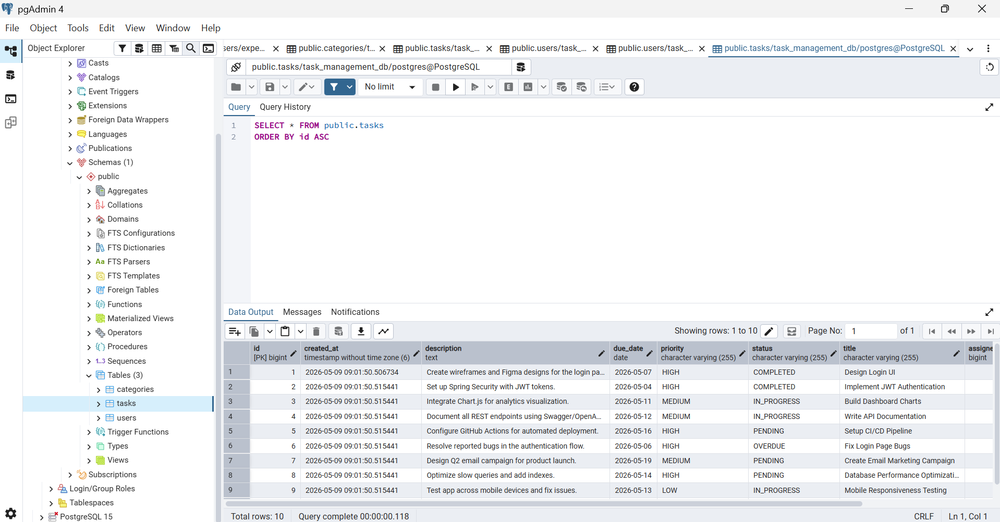 pgAdmin 4
File Object Tools Edit View Window Help
Object Explorer
sers/expe...
public.categories/t...
public.tasks/task_...
public.users/task_...
public.users/task_...
public.tasks/task_management_db/postgres@PostgreSQL
public.tasks/task_management_db/postgres@PostgreSQL
No limit
E
Query Query History
1 SELECT * FROM public.tasks
2 ORDER BY id ASC
Casts
Catalogs
Event Triggers
Extensions
Foreign Data Wrappers
Languages
Publications
Schemas (1)
public
Aggregates
Collations
Domains
FTS Configurations
FTS Dictionaries
Aa FTS Parsers
FTS Templates
Foreign Tables
Functions
Materialized Views
Operators
Procedures
1..3 Sequences
Tables (3)
categories
tasks
users
Trigger Functions
Types
Views
Subscriptions
Login/Group Roles
Tablespaces
PostgreSQL 15
Data Output Messages Notifications
Showing rows: 1 to 10 Page No: 1 of 1
id created_at description due_date priority status title assigne
[PK] bigint timestamp without time zone (6) text date character varying (255) character varying (255) character varying (255) bigint
1 1 2026-05-09 09:01:50.506734 Create wireframes and Figma designs for the login pa... 2026-05-07 HIGH COMPLETED Design Login UI
2 2 2026-05-09 09:01:50.515441 Set up Spring Security with JWT tokens. 2026-05-04 HIGH COMPLETED Implement JWT Authentication
3 3 2026-05-09 09:01:50.515441 Integrate Chart.js for analytics visualization. 2026-05-11 MEDIUM IN_PROGRESS Build Dashboard Charts
4 4 2026-05-09 09:01:50.515441 Document all REST endpoints using Swagger/OpenA... 2026-05-12 MEDIUM IN_PROGRESS Write API Documentation
5 5 2026-05-09 09:01:50.515441 Configure GitHub Actions for automated deployment. 2026-05-16 HIGH PENDING Setup CI/CD Pipeline
6 6 2026-05-09 09:01:50.515441 Resolve reported bugs in the authentication flow. 2026-05-06 HIGH OVERDUE Fix Login Page Bugs
7 7 2026-05-09 09:01:50.515441 Design Q2 email campaign for product launch. 2026-05-19 MEDIUM PENDING Create Email Marketing Campaign
8 8 2026-05-09 09:01:50.515441 Optimize slow queries and add indexes. 2026-05-14 HIGH PENDING Database Performance Optimizati...
9 9 2026-05-09 09:01:50.515441 Test app across mobile devices and fix issues. 2026-05-13 LOW IN_PROGRESS Mobile Responsiveness Testing
Total rows: 10 Query complete 00:00:00.118 CRLF Ln 1, Col 1